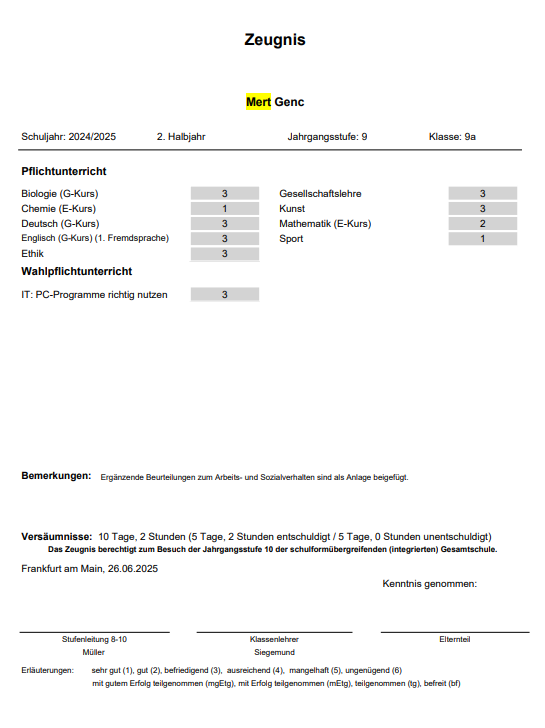 Zeugnis
Mert Genc
Schuljahr: 2024/2025 2. Halbjahr Jahrgangsstufe: 9 Klasse: 9a
Pflichtunterricht
Biologie (G-Kurs) 3 Gesellschaftslehre 3
Chemie (E-Kurs) 1 Kunst 3
Deutsch (G-Kurs) 3 Mathematik (E-Kurs) 2
Englisch (G-Kurs) (1. Fremdsprache) 3 Sport 1
Ethik 3
Wahlpflichtunterricht
IT: PC-Programme richtig nutzen 3
Bemerkungen: Ergänzende Beurteilungen zum Arbeits- und Sozialverhalten sind als Anlage beigefügt.
Versäumnisse: 10 Tage, 2 Stunden (5 Tage, 2 Stunden entschuldigt / 5 Tage, 0 Stunden unentschuldigt)
Das Zeugnis berechtigt zum Besuch der Jahrgangsstufe 10 der schulformübergreifenden (integrierten) Gesamtschule.
Frankfurt am Main, 26.06.2025
Kenntnis genommen:
Stufenleitung 8-10 Klassenlehrer Elternteil
Müller Siegemund
Erläuterungen: sehr gut (1), gut (2), befriedigend (3), ausreichend (4), mangelhaft (5), ungenügend (6)
mit gutem Erfolg teilgenommen (mgEtg), mit Erfolg teilgenommen (mEtg), teilgenommen (tg), befreit (bf)